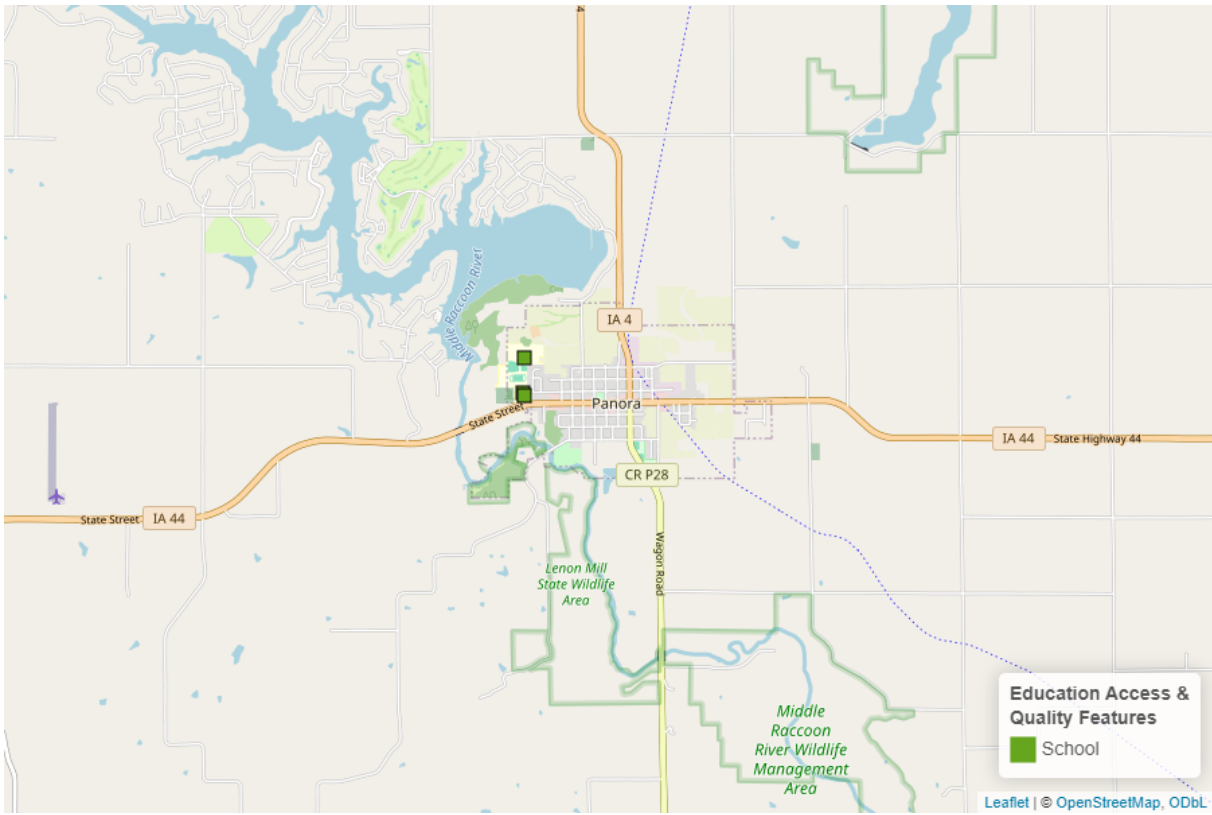 4
Middle Raccoon River
IA 4
Panora
State Street
IA 44
State Highway 44
CR P28
State Street
IA 44
Wagon Road
Lenon Mill
State Wildlife
Area
Middle
Raccoon
River Wildlife
Management
Area
Education Access &
Quality Features
School
Leaflet | © OpenStreetMap, ODbL